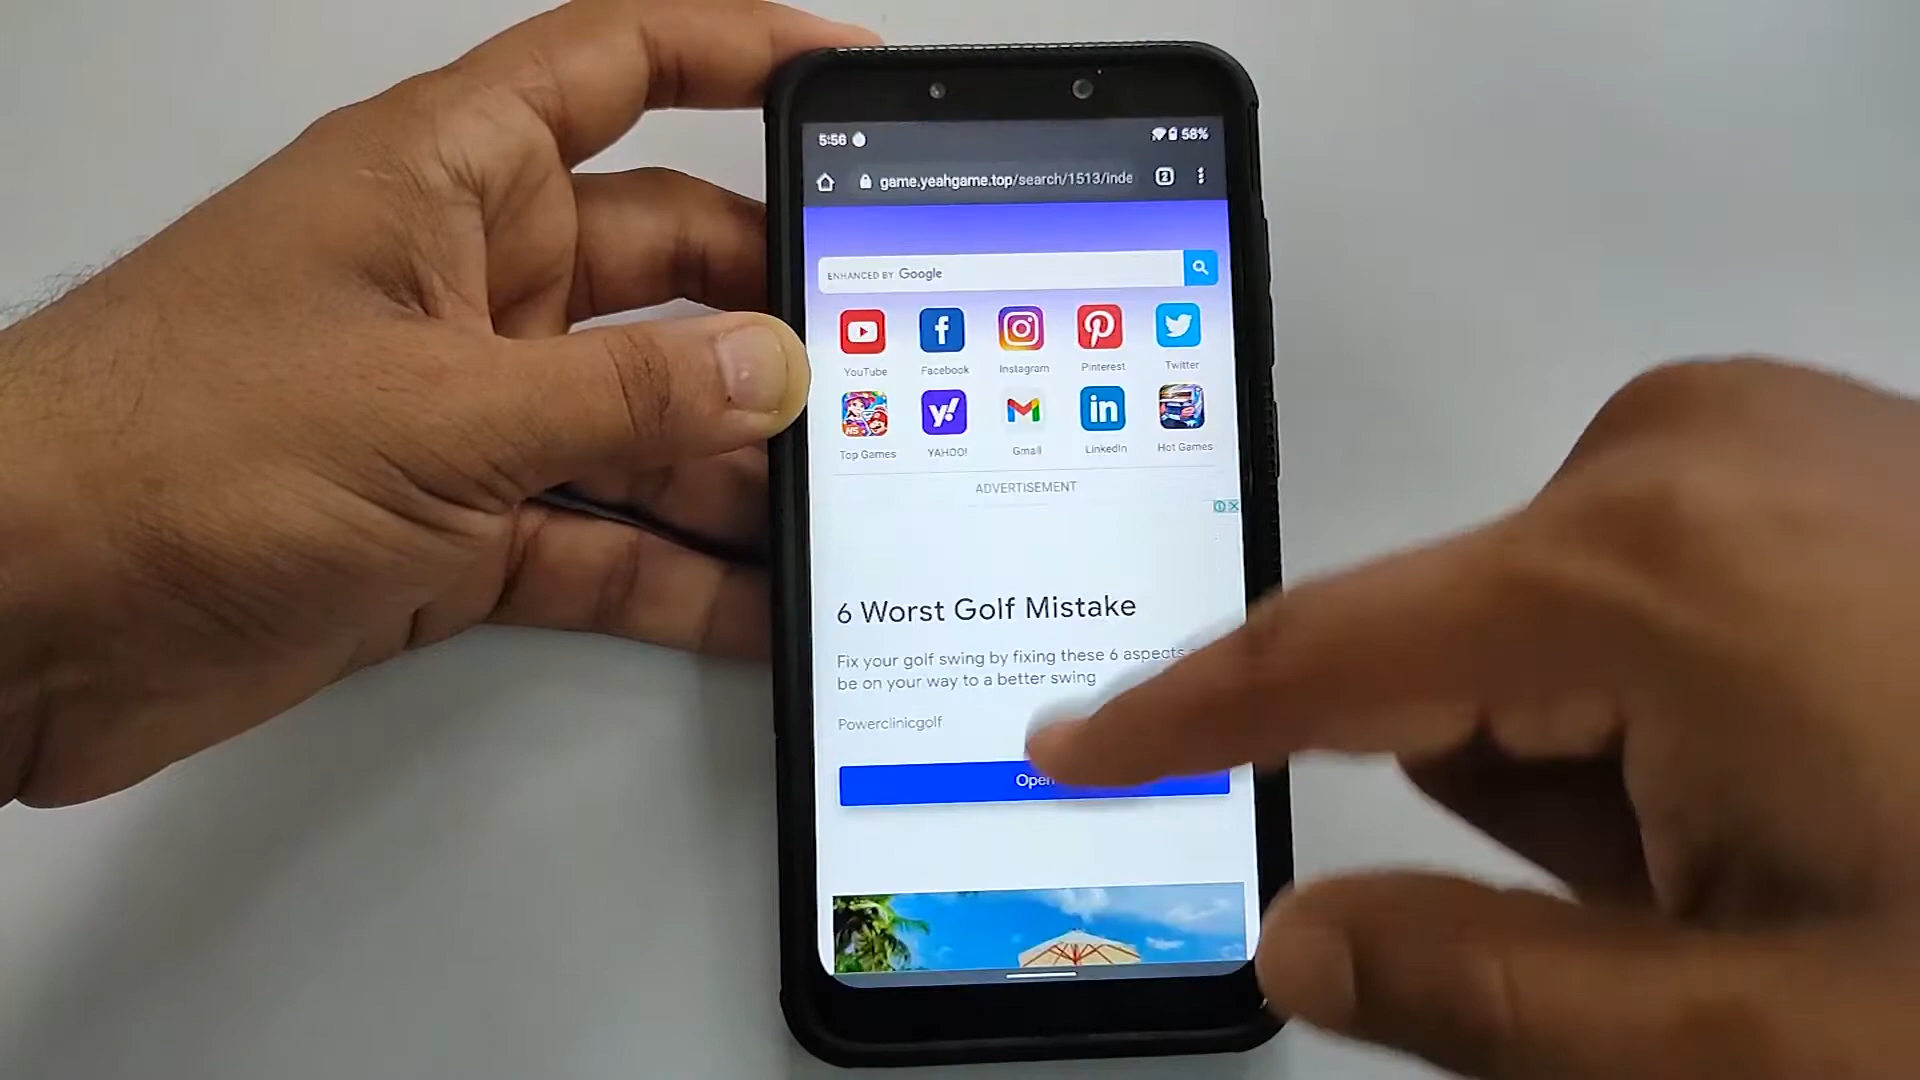 5:56 58%
game.yeahgame.top/search/1513/inde 2
ENHANCED BY Google
YouTube Facebook Instagram Pinterest Twitter
Top Games YAHOO! Gmail LinkedIn Hot Games
ADVERTISEMENT
6 Worst Golf Mistake
Fix your golf swing by fixing these 6 aspects
be on your way to a better swing
Powerclinicgolf
Open